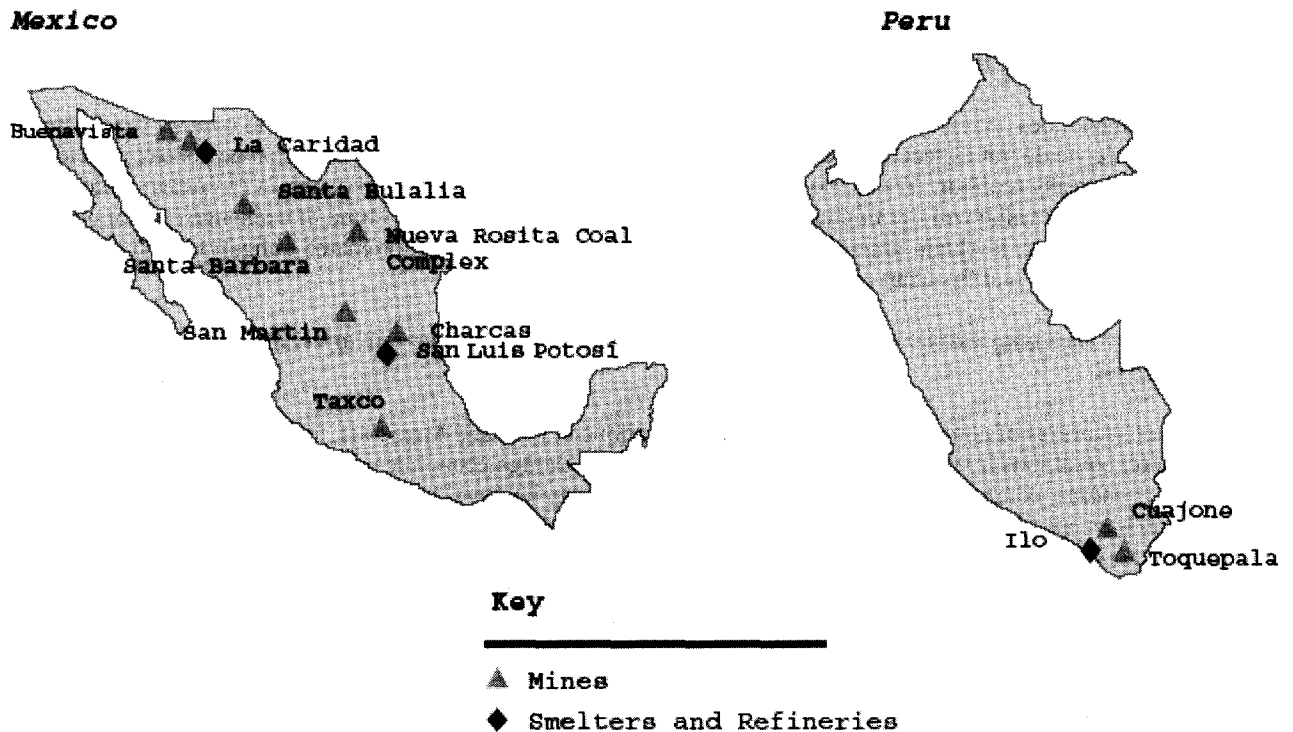 Mexico
Peru
Buenavista
La Caridad
Santa Eulalia
Nueva Rosita Coal
Complex
Santa Barbara
San Martin
Charcas
San Luis Potosí
Taxco
Cuajone
Ilo
Toquepala
Key
Mines
Smelters and Refineries